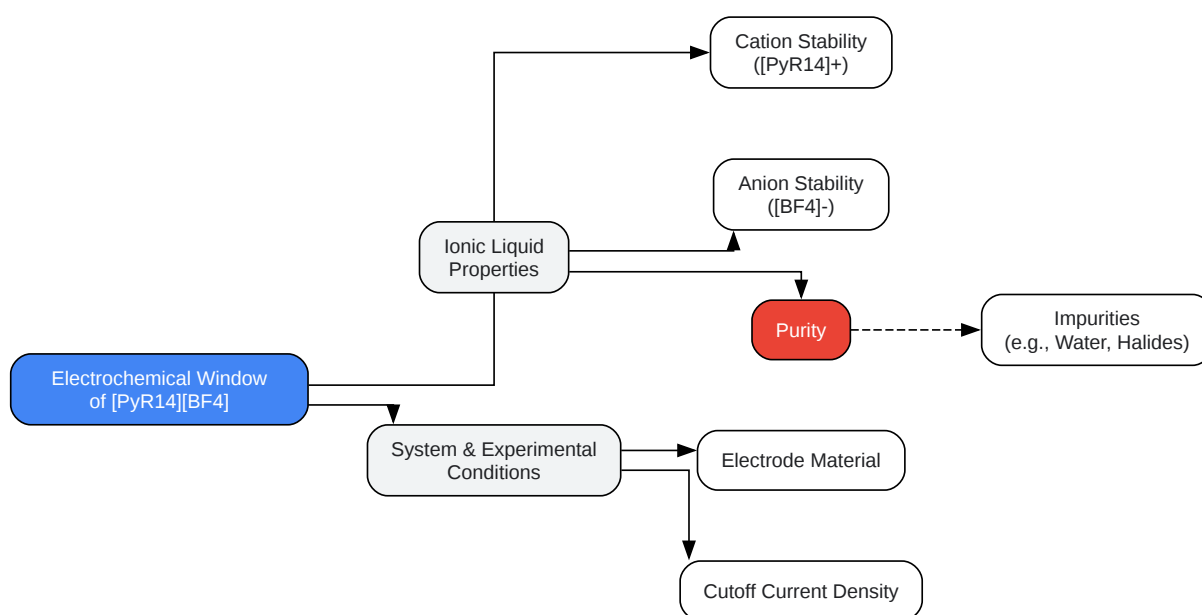 Cation Stability
([PyR14]+)
Anion Stability
([BF4]-)
Ionic Liquid
Properties
Purity
Impurities
(e.g., Water, Halides)
Electrochemical Window
of [PyR14][BF4]
System & Experimental
Conditions
Electrode Material
Cutoff Current Density